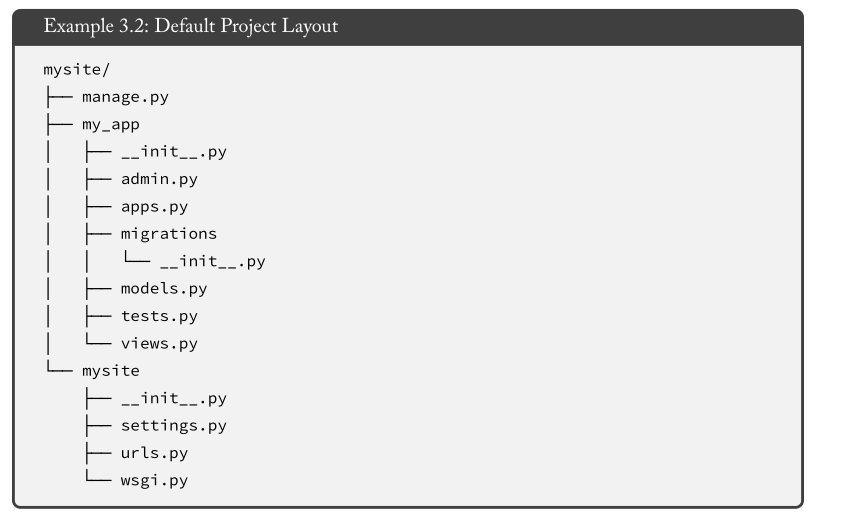 Example 3.2: Default Project Layout
mysite/
├── manage.py
├── my_app
│   ├── __init__.py
│   ├── admin.py
│   ├── apps.py
│   ├── migrations
│   │   └── __init__.py
│   ├── models.py
│   ├── tests.py
│   └── views.py
└── mysite
    ├── __init__.py
    ├── settings.py
    ├── urls.py
    └── wsgi.py